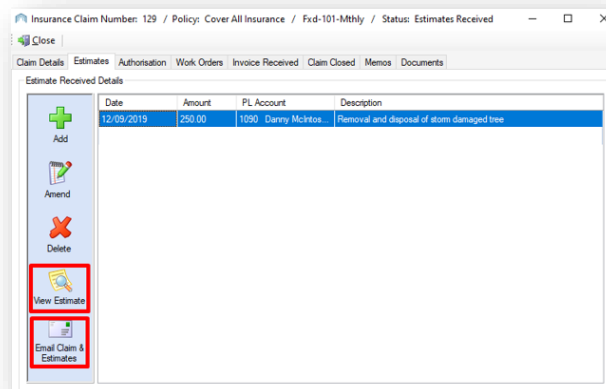 Insurance Claim Number: 129 / Policy: Cover All Insurance / Fxd-101-Mthly / Status: Estimates Received
Close
Claim Details Estimates Authorisation Work Orders Invoice Received Claim Closed Memos Documents
Estimate Received Details
Date Amount PL Account Description
12/09/2019 250.00 1090 Danny McIntos... Removal and disposal of storm damaged tree
Add
Amend
Delete
View Estimate
Email Claim &
Estimates